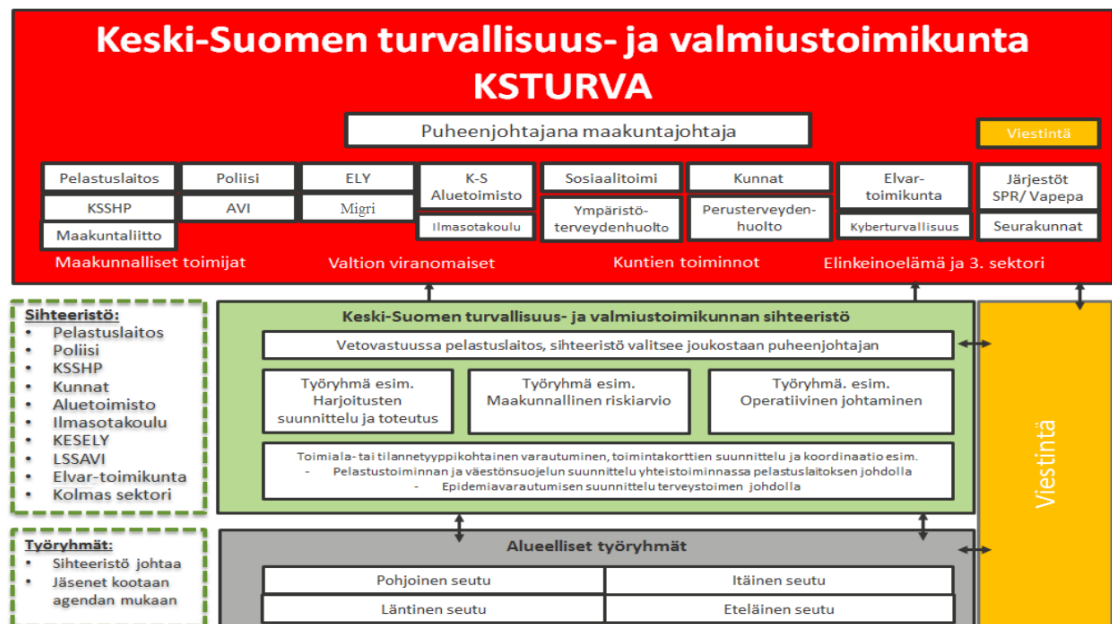 Keski-Suomen turvallisuus- ja valmiustoimikunta
KSTURVA
Puheenjohtajana maakuntajohtaja
Viestintä
Pelastuslaitos
KSSHP
Maakuntaliitto
Poliisi
AVI
ELY
Migri
K-S
Aluetoimisto
Ilmasotakoulu
Sosiaalitoimi
Ympäristö-
terveydenhuolto
Kunnat
Perusterveyden-
huolto
Elvar-
toimikunta
Kyberturvallisuus
Järjestöt
SPR/ Vapepa
Seurakunnat
Maakunnalliset toimijat
Valtion viranomaiset
Kuntien toiminnot
Elinkeinoelämä ja 3. sektori
Sihteeristö:
• Pelastuslaitos
• Poliisi
• KSSHP
• Kunnat
• Aluetoimisto
• Ilmasotakoulu
• KESELY
• LSSAVI
• Elvar-toimikunta
• Kolmas sektori
Keski-Suomen turvallisuus- ja valmiustoimikunnan sihteeristö
Vetovastuussa pelastuslaitos, sihteeristö valitsee joukostaan puheenjohtajan
Työryhmä esim.
Harjoitusten
suunnittelu ja toteutus
Työryhmä esim.
Maakunnallinen riskiarvio
Työryhmä. esim.
Operatiivinen johtaminen
Toimiala- tai tilannetyyppikohtainen varautuminen, toimintakorttien suunnittelu ja koordinaatio esim.
- Pelastustoiminnan ja väestönsuojelun suunnittelu yhteistoiminnassa pelastuslaitoksen johdolla
- Epidemiavarautumisen suunnittelu terveystoimen johdolla
Viestintä
Työryhmät:
• Sihteeristö johtaa
• Jäsenet kootaan
agendan mukaan
Alueelliset työryhmät
Pohjoinen seutu
Itäinen seutu
Läntinen seutu
Eteläinen seutu